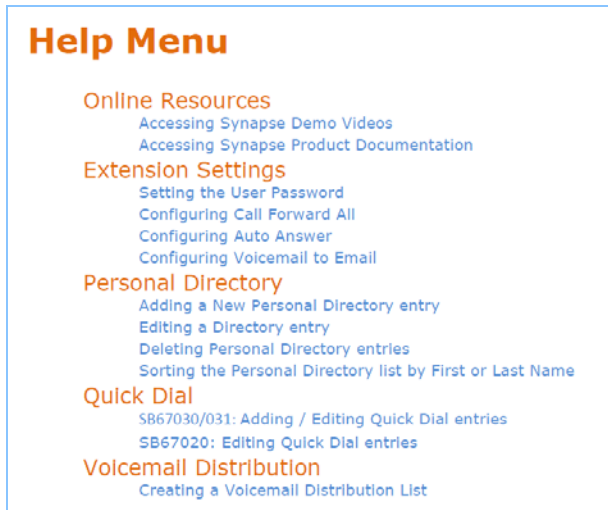 Help Menu
Online Resources
Accessing Synapse Demo Videos
Accessing Synapse Product Documentation
Extension Settings
Setting the User Password
Configuring Call Forward All
Configuring Auto Answer
Configuring Voicemail to Email
Personal Directory
Adding a New Personal Directory entry
Editing a Directory entry
Deleting Personal Directory entries
Sorting the Personal Directory list by First or Last Name
Quick Dial
SB67030/031: Adding / Editing Quick Dial entries
SB67020: Editing Quick Dial entries
Voicemail Distribution
Creating a Voicemail Distribution List